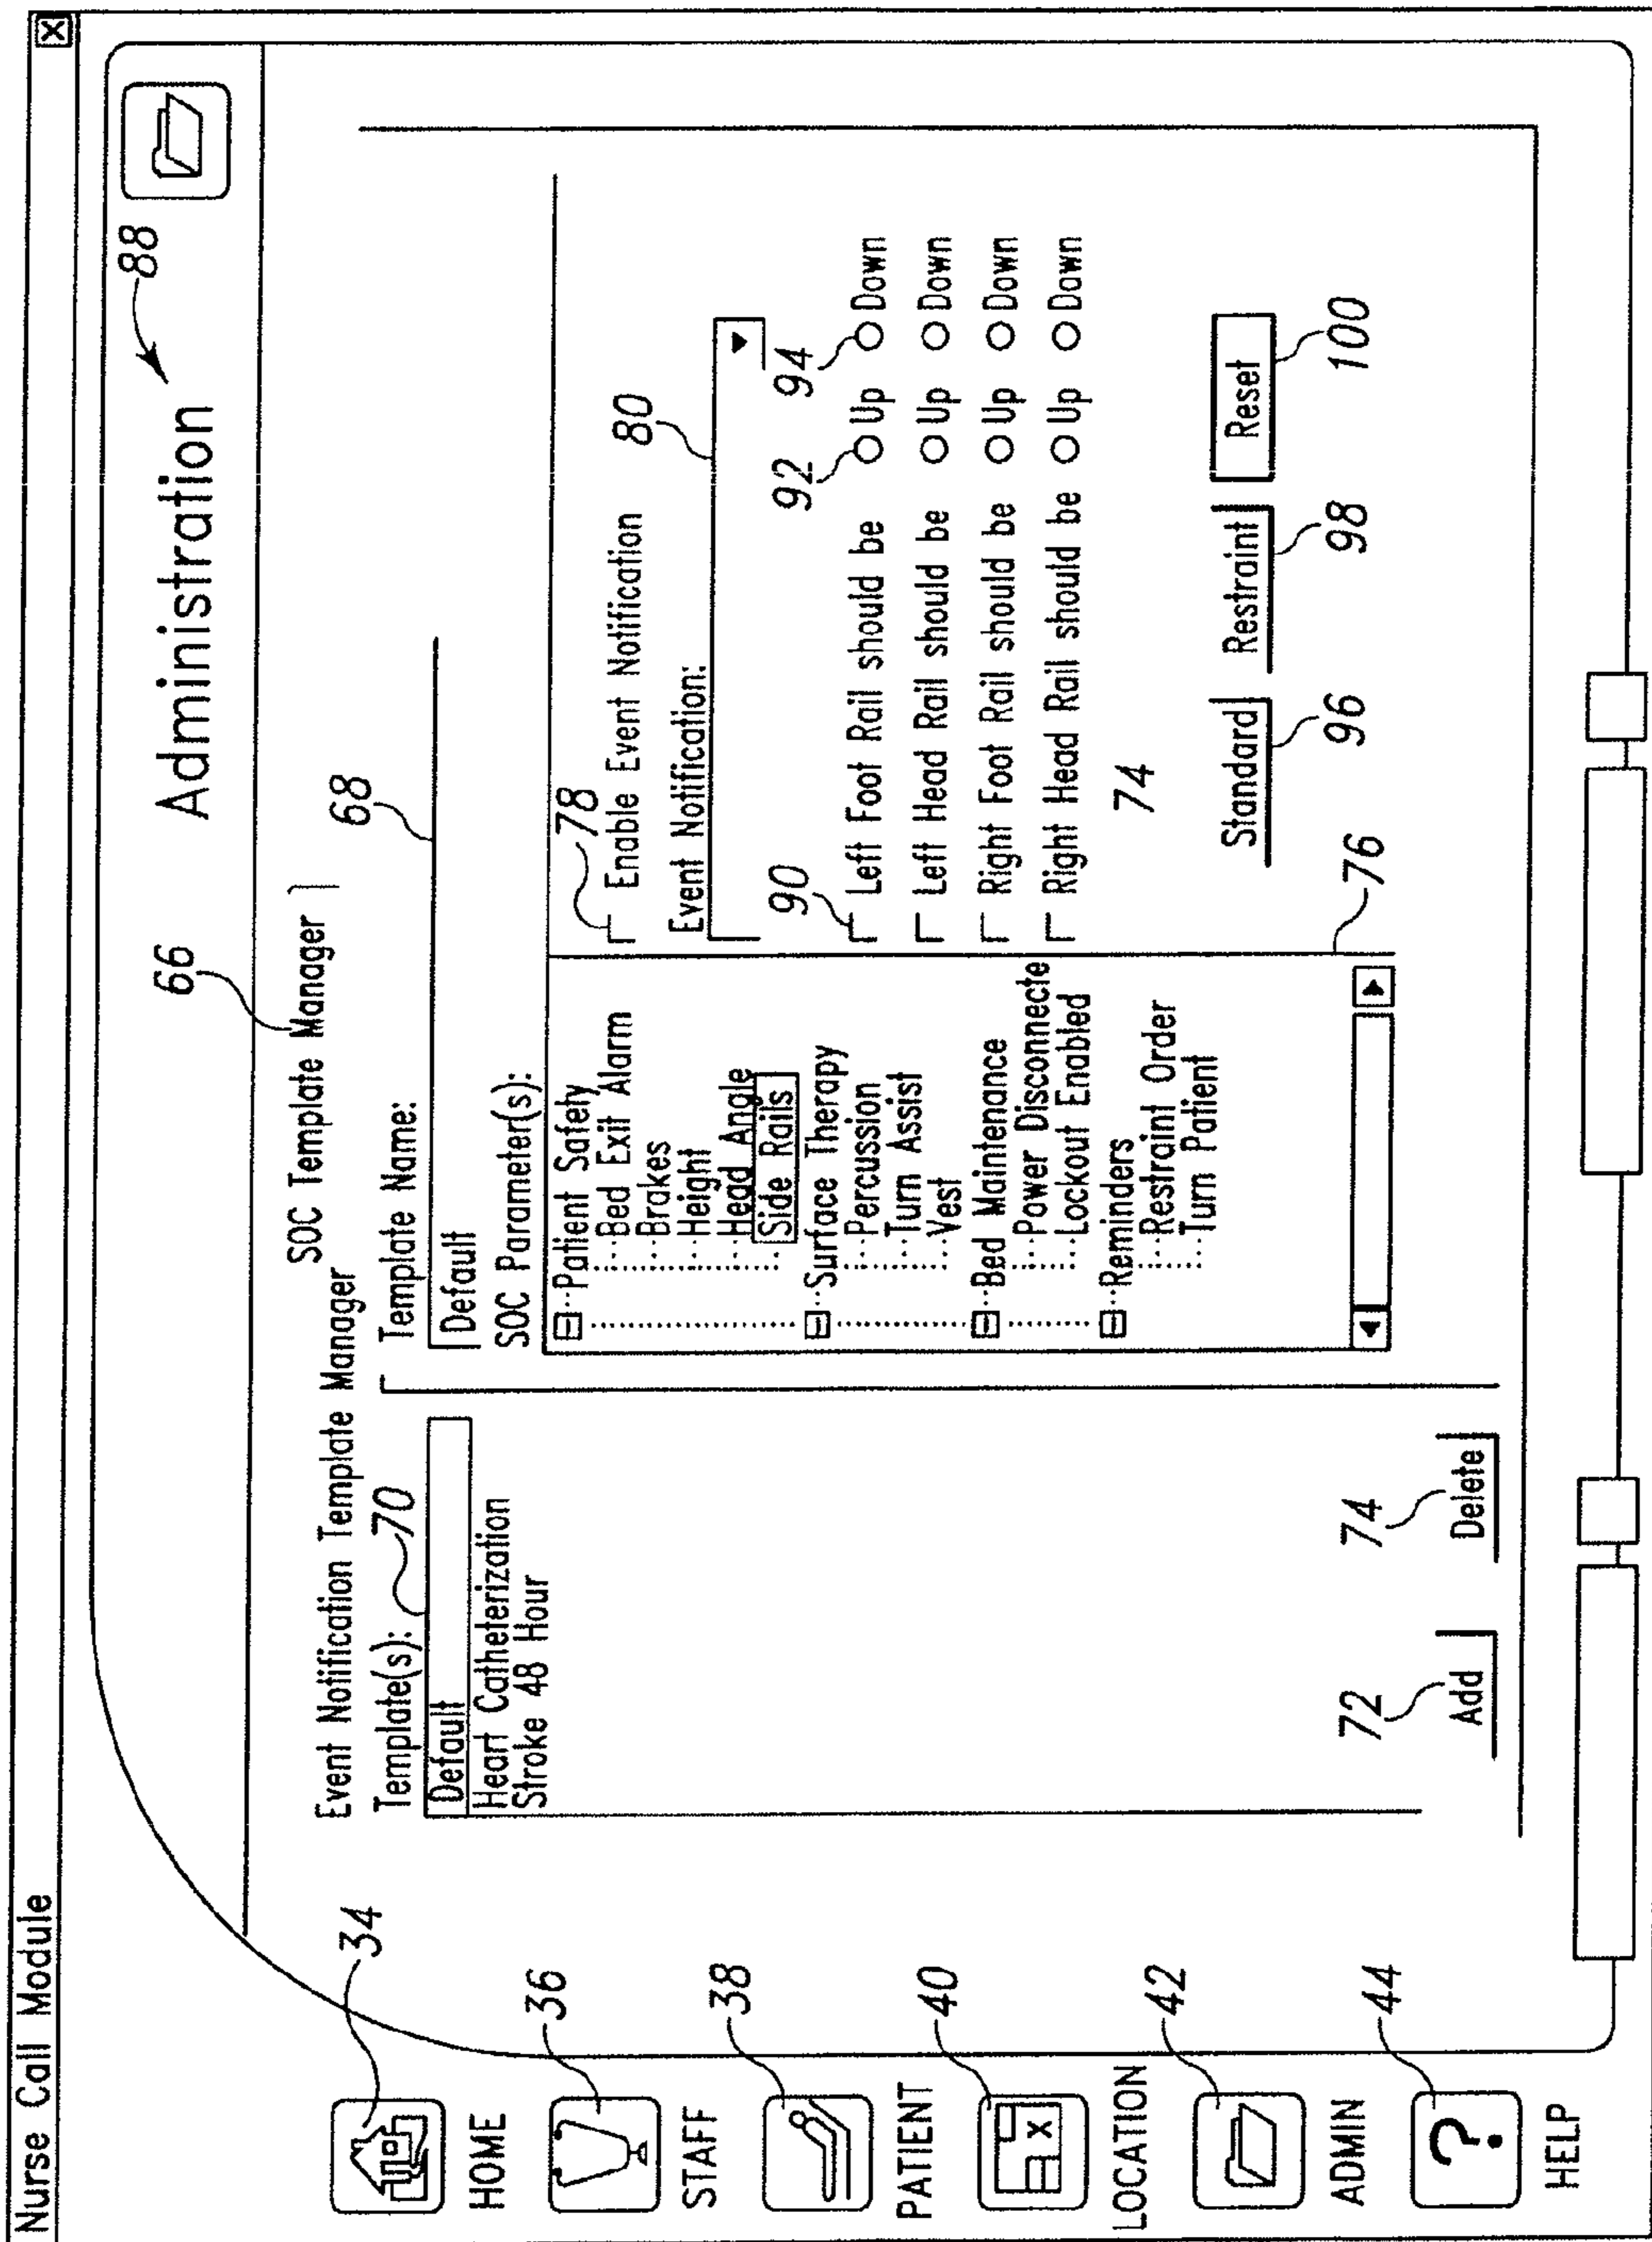 Nurse Call Module
X
Administration
88
66
SOC Template Manager
Event Notification Template Manager
Template(s):
70
Default
Heart Catheterization
Stroke 48 Hour
72
Add
74
Delete
Template Name:
68
Default
SOC Parameter(s):
Patient Safety
Bed Exit Alarm
Brakes
Height
Head Angle
Side Rails
Surface Therapy
Percussion
Turn Assist
Vest
Bed Maintenance
Power Disconnecte
Lockout Enabled
Reminders
Restraint Order
Turn Patient
76
78
Enable Event Notification
Event Notification:
80
90
92
94
Left Foot Rail should be Up Down
Left Head Rail should be Up Down
Right Foot Rail should be Up Down
Right Head Rail should be Up Down
74
Standard Restraint Reset
96 98 100
34
HOME
36
STAFF
38
PATIENT
40
X
LOCATION
42
ADMIN
44
?
HELP